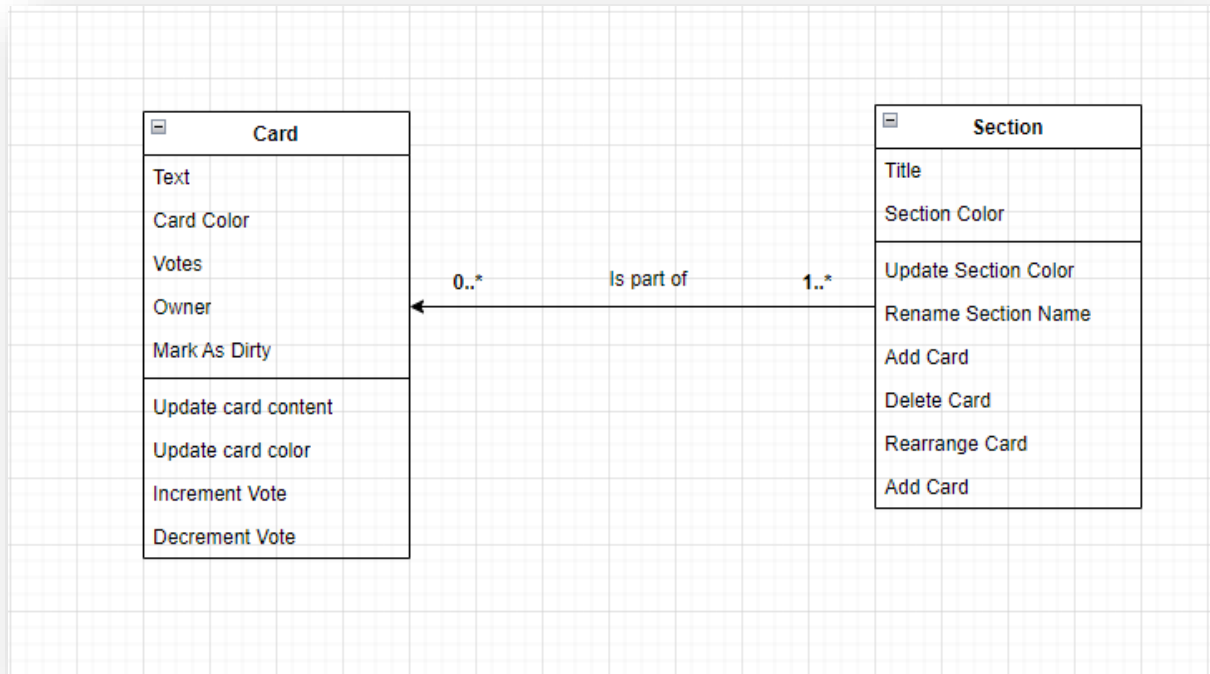 Card
Text
Card Color
Votes
Owner
Mark As Dirty
Update card content
Update card color
Increment Vote
Decrement Vote
0..*
Is part of
1..*
Section
Title
Section Color
Update Section Color
Rename Section Name
Add Card
Delete Card
Rearrange Card
Add Card